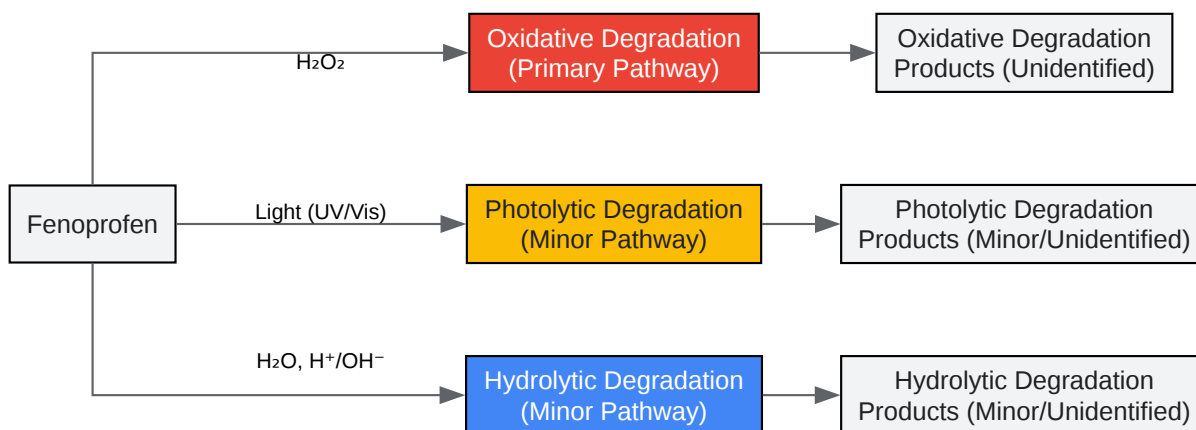 H₂O₂
Oxidative Degradation
(Primary Pathway)
Oxidative Degradation
Products (Unidentified)
Fenoprofen
Light (UV/Vis)
Photolytic Degradation
(Minor Pathway)
Photolytic Degradation
Products (Minor/Unidentified)
H₂O, H⁺/OH⁻
Hydrolytic Degradation
(Minor Pathway)
Hydrolytic Degradation
Products (Minor/Unidentified)